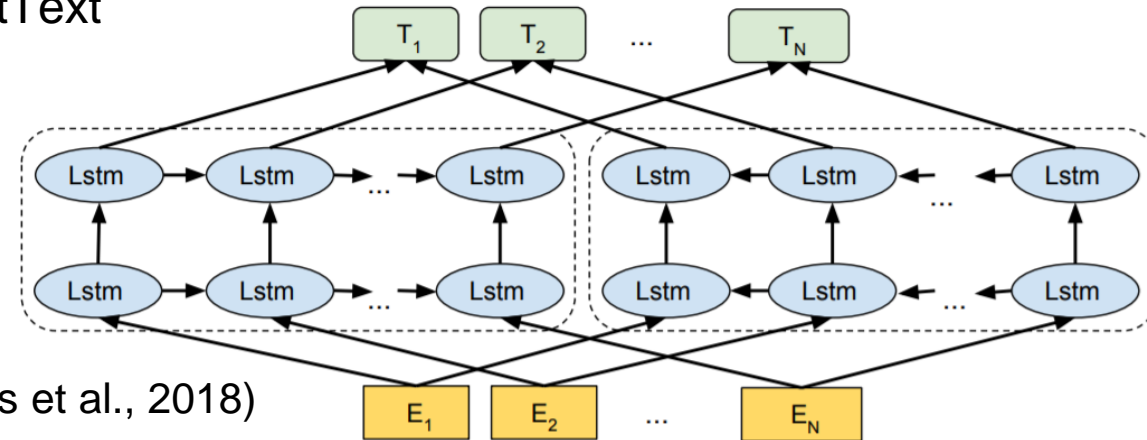 tText
T1 T2 ... TN
Lstm Lstm ... Lstm Lstm Lstm ... Lstm
Lstm Lstm ... Lstm Lstm Lstm ... Lstm
s et al., 2018)
E1 E2 ... EN